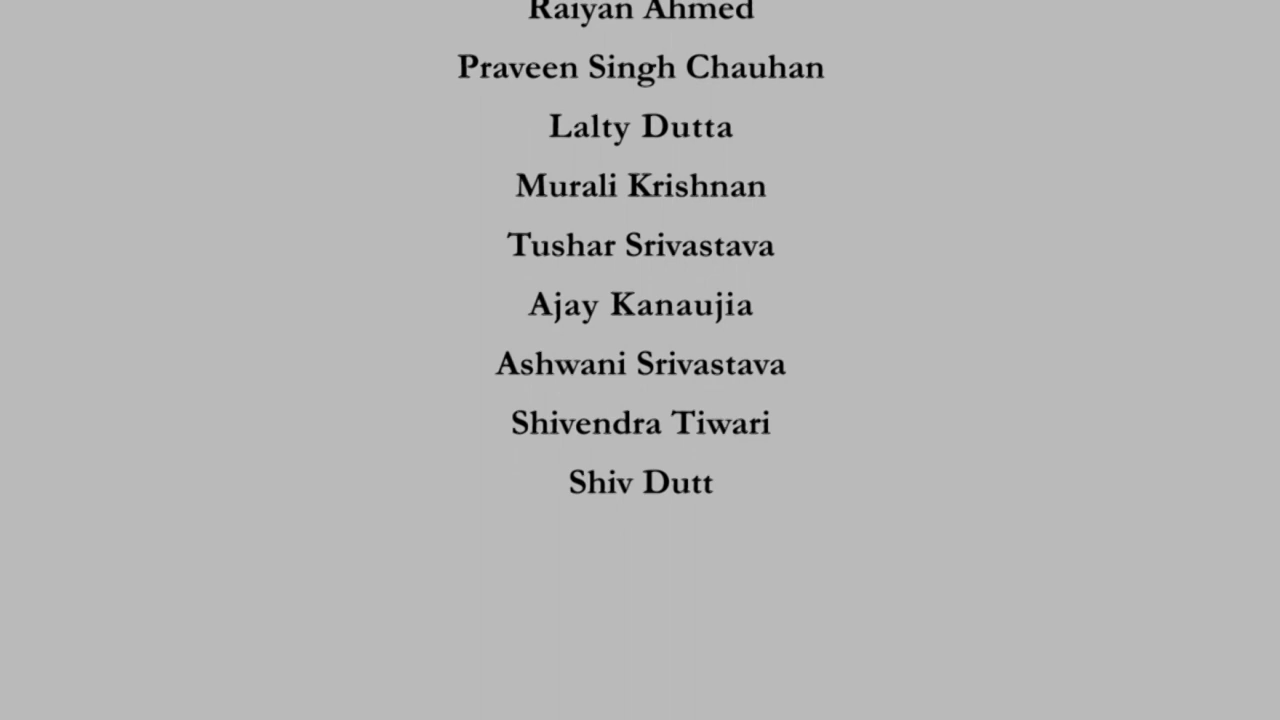 Raiyan Ahmed
Praveen Singh Chauhan
Lalty Dutta
Murali Krishnan
Tushar Srivastava
Ajay Kanaujia
Ashwani Srivastava
Shivendra Tiwari
Shiv Dutt